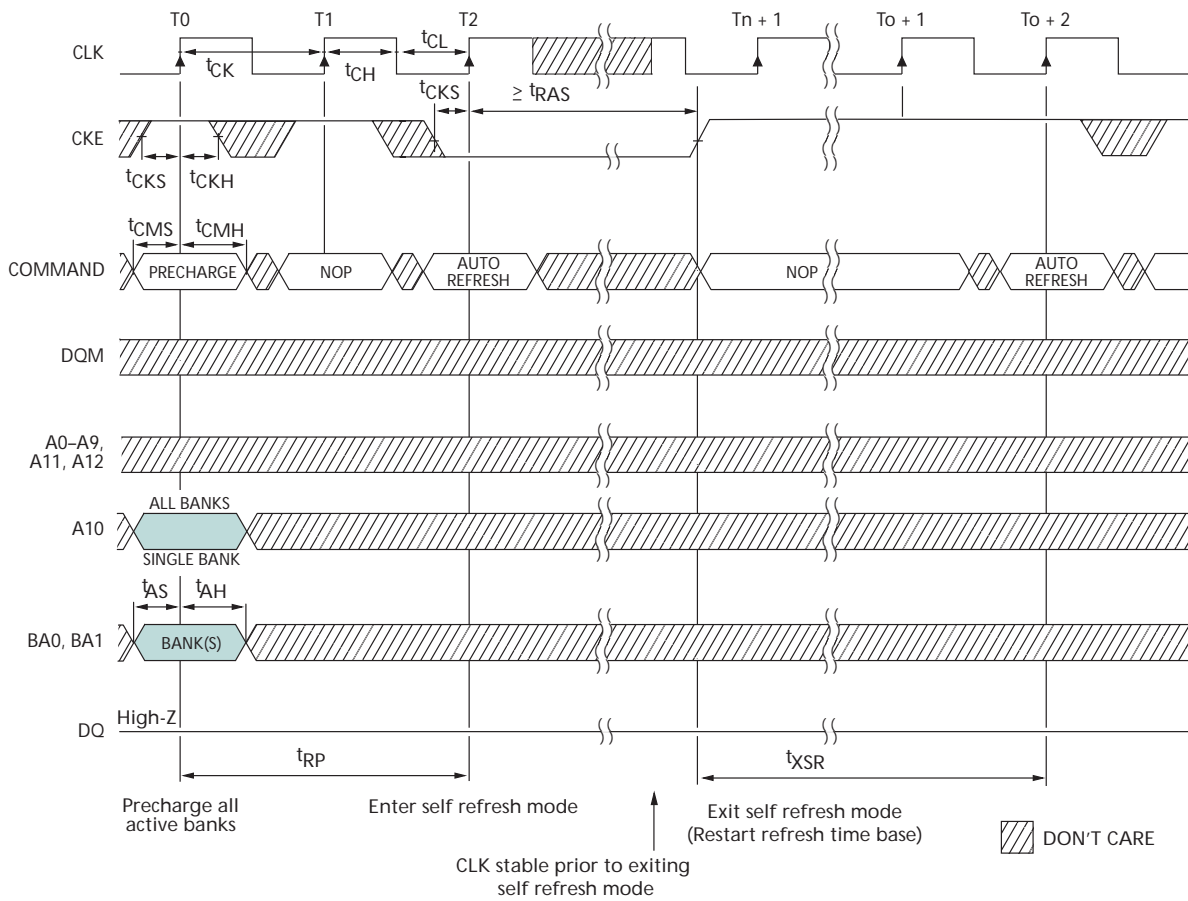 T0
T1
T2
Tn + 1
To + 1
To + 2
CLK
tCK
tCH
tCL
tCKS
≥ tRAS
CKE
tCKS
tCKH
tCMS
tCMH
COMMAND
PRECHARGE
NOP
AUTO
REFRESH
NOP
AUTO
REFRESH
DQM
A0–A9,
A11, A12
ALL BANKS
A10
SINGLE BANK
tAS
tAH
BA0, BA1
BANK(S)
High-Z
DQ
tRP
tXSR
Precharge all
active banks
Enter self refresh mode
Exit self refresh mode
(Restart refresh time base)
DON'T CARE
CLK stable prior to exiting
self refresh mode